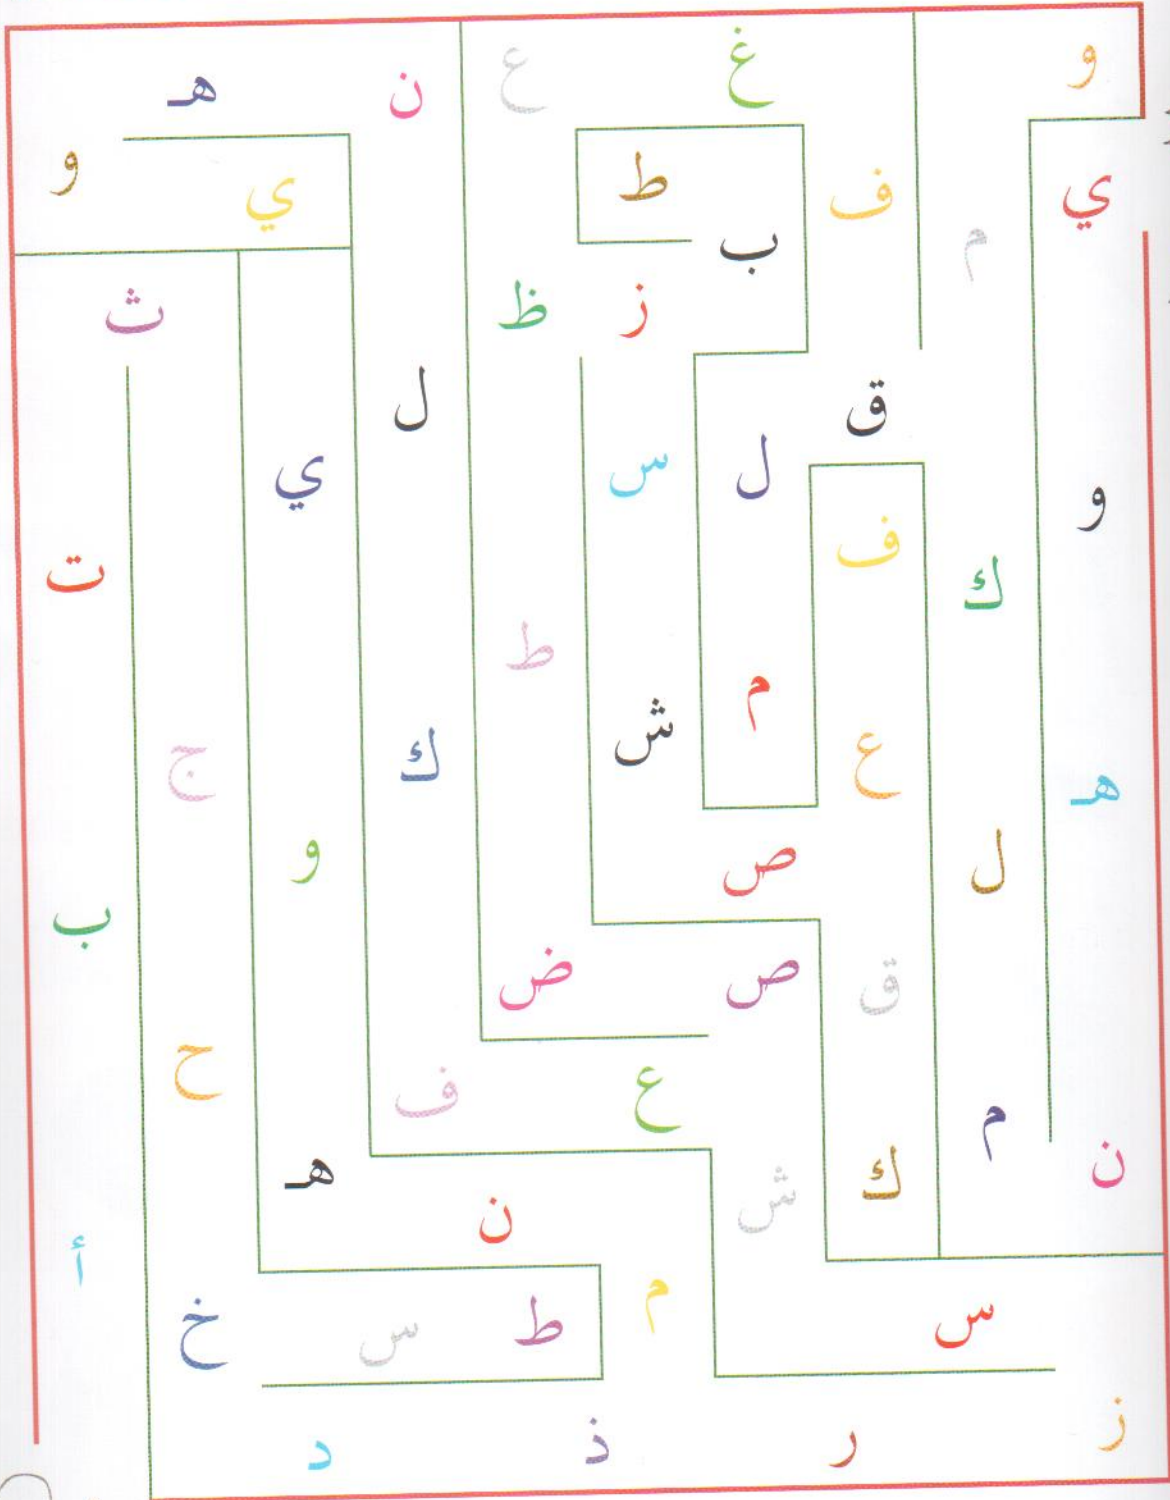 و غ ع ن هـ
ي ف ط ي و
م ب
ز ظ ث
ق ل
و ل س ي
ك ف ت
م ط
هـ ع ش ك ج
ل ص و
ق ص ض ب
م ع ف ح
ن ك ش ن هـ
س م ط س خ أ
ز ر ذ د